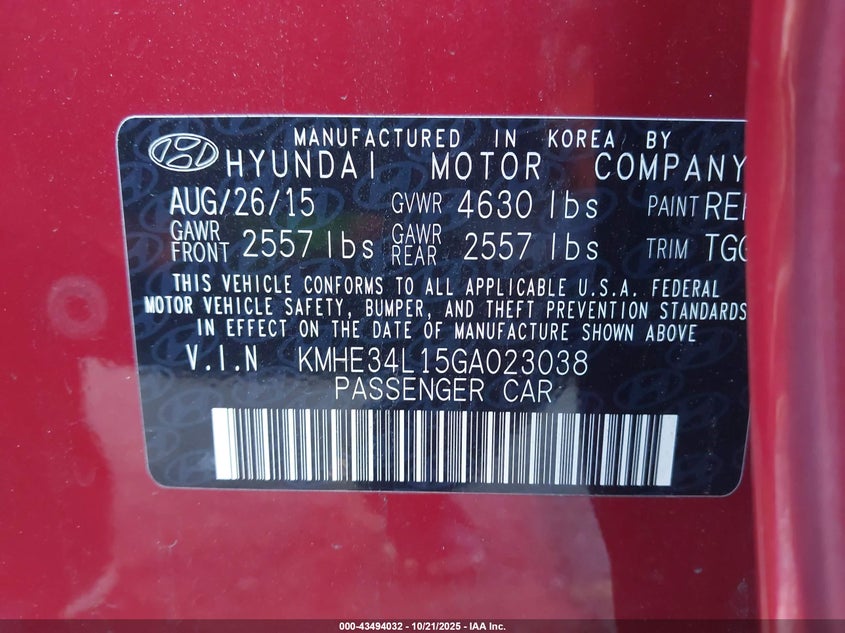 MANUFACTURED IN KOREA BY
HYUNDAI MOTOR COMPANY
AUG/26/15 GVWR 4630 lbs PAINT
GAWR FRONT 2557 lbs GAWR REAR 2557 lbs TRIM
THIS VEHICLE CONFORMS TO ALL APPLICABLE U.S.A. FEDERAL
MOTOR VEHICLE SAFETY, BUMPER, AND THEFT PREVENTION STANDARDS
IN EFFECT ON THE DATE OF MANUFACTURE SHOWN ABOVE
V.I.N KMHE34L15GA023038
PASSENGER CAR
000-43494032 - 10/21/2025 - IAA Inc.